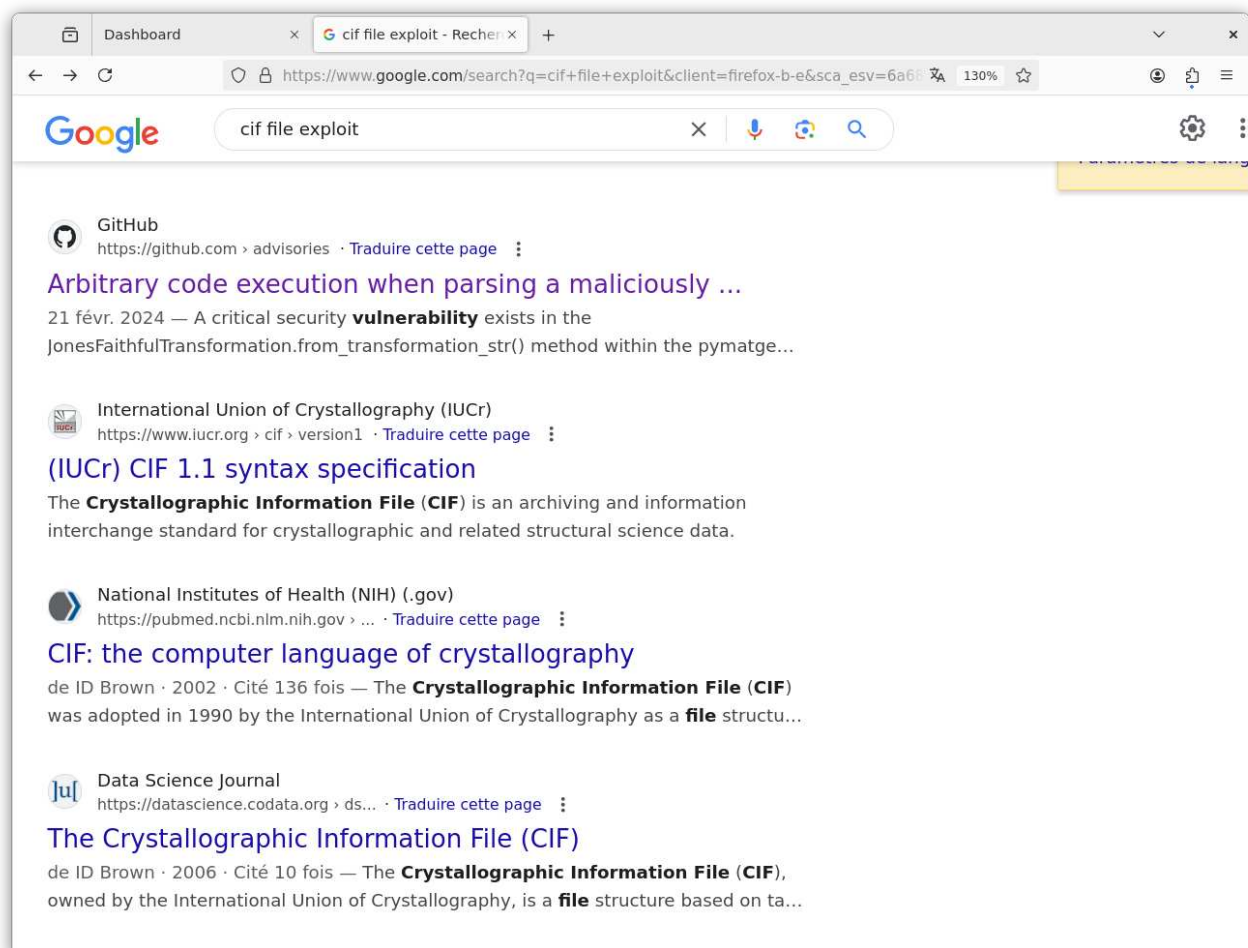 Dashboard
cif file exploit - Recher
https://www.google.com/search?q=cif+file+exploit&client=firefox-b-e&sca_esv=6a68
130%
Google
cif file exploit
GitHub
https://github.com › advisories · Traduire cette page
Arbitrary code execution when parsing a maliciously ...
21 févr. 2024 — A critical security vulnerability exists in the
JonesFaithfulTransformation.from_transformation_str() method within the pymatge...
International Union of Crystallography (IUCr)
https://www.iucr.org › cif › version1 · Traduire cette page
(IUCr) CIF 1.1 syntax specification
The Crystallographic Information File (CIF) is an archiving and information
interchange standard for crystallographic and related structural science data.
National Institutes of Health (NIH) (.gov)
https://pubmed.ncbi.nlm.nih.gov › ... · Traduire cette page
CIF: the computer language of crystallography
de ID Brown · 2002 · Cité 136 fois — The Crystallographic Information File (CIF)
was adopted in 1990 by the International Union of Crystallography as a file structu...
]u[
Data Science Journal
https://datascience.codata.org › ds... · Traduire cette page
The Crystallographic Information File (CIF)
de ID Brown · 2006 · Cité 10 fois — The Crystallographic Information File (CIF),
owned by the International Union of Crystallography, is a file structure based on ta...